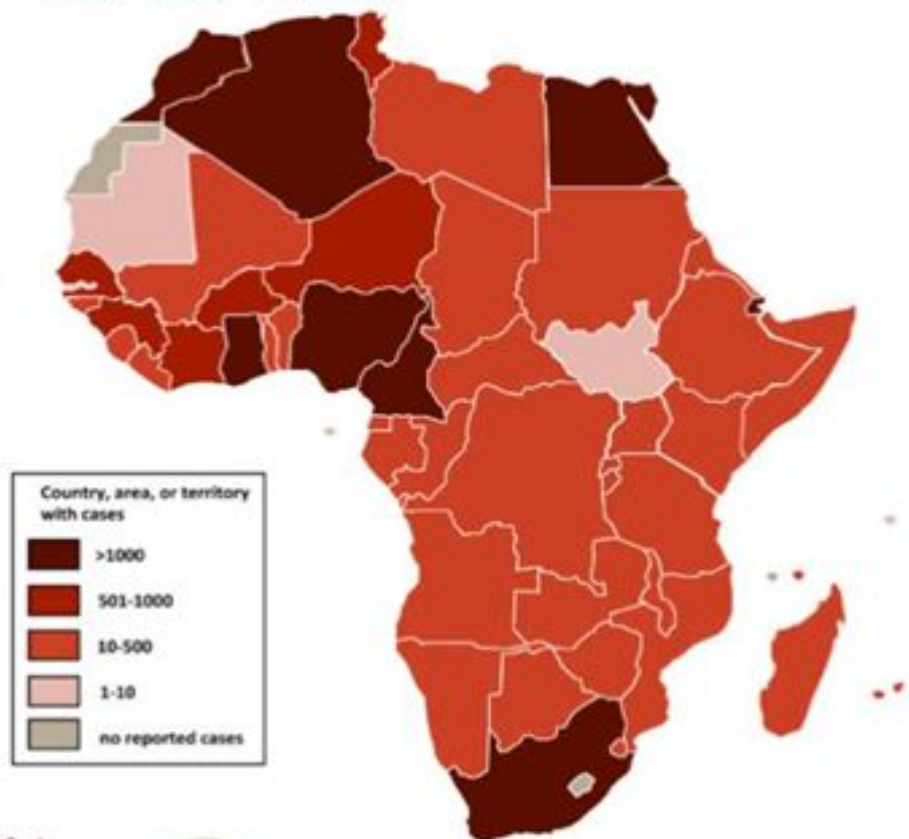 Country, area, or territory
with cases
>1000
501-1000
10-500
1-10
no reported cases